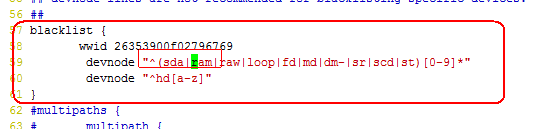 ## devnode lines are not recommended for blacklisting specific devices.
56 ##
57 blacklist {
58 wwid 26353900f02796769
59 devnode "^(sda|ram|raw|loop|fd|md|dm-|sr|scd|st)[0-9]*"
60 devnode "^hd[a-z]"
61 }
62 #multipaths {
63 # multipath {